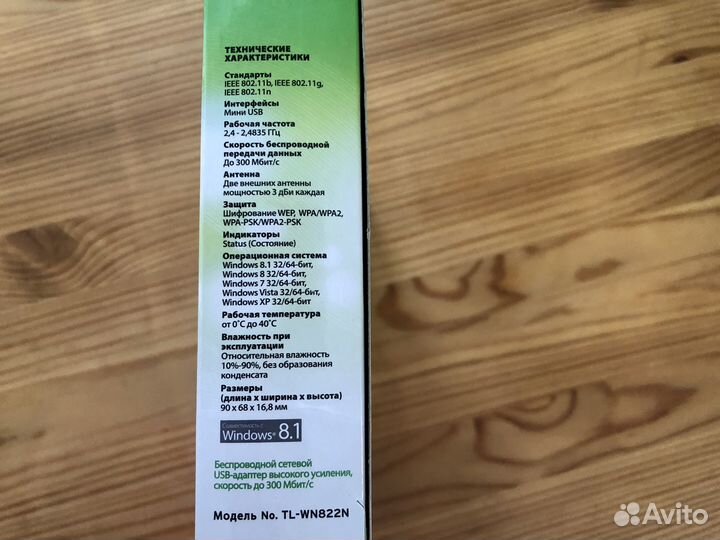 ТЕХНИЧЕСКИЕ
ХАРАКТЕРИСТИКИ
Стандарты
IEEE 802.11b, IEEE 802.11g,
IEEE 802.11n
Интерфейсы
Мини USB
Рабочая частота
2,4 - 2,4835 ГГц
Скорость беспроводной
передачи данных
До 300 Мбит/с
Антенна
Две внешних антенны
мощностью 3 дБи каждая
Защита
Шифрование WEP, WPA/WPA2,
WPA-PSK/WPA2-PSK
Индикаторы
Status (Состояние)
Операционная система
Windows 8.1 32/64-бит,
Windows 8 32/64-бит,
Windows 7 32/64-бит,
Windows Vista 32/64-бит,
Windows XP 32/64-бит
Рабочая температура
от 0˚C до 40˚C
Влажность при
эксплуатации
Относительная влажность
10%-90%, без образования
конденсата
Размеры
(длина x ширина x высота)
90 x 68 x 16,8 мм
Совместимость с
Windows® 8.1
Беспроводной сетевой
USB-адаптер высокого усиления,
скорость до 300 Мбит/с
Модель No. TL-WN822N
Avito